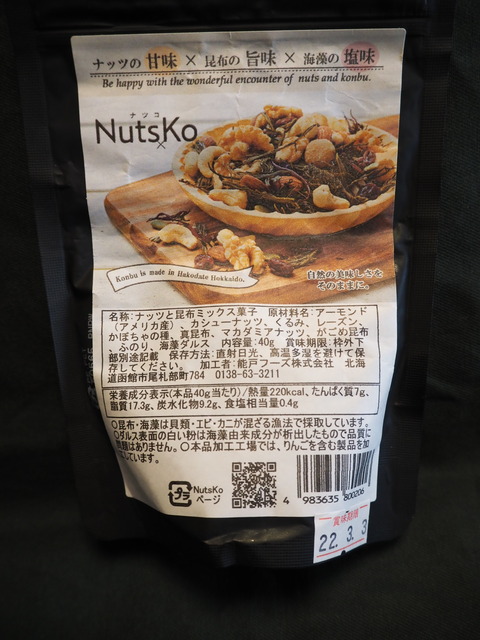 ナッツの 甘味 × 昆布の 旨味 × 海藻の 塩味
Be happy with the wonderful encounter of nuts and konbu.
ナツコ
NutsKo
×
Konbu is made in Hakodate Hokkaido.
自然の美味しさを
そのままに。
名称:ナッツと昆布ミックス菓子 原材料名:アーモンド
(アメリカ産)、カシューナッツ、くるみ、レーズン、
かぼちゃの種、真昆布、マカダミアナッツ、がごめ昆布
、ふのり、海藻ダルス 内容量:40g 賞味期限:枠外下
部別途記載 保存方法:直射日光、高温多湿を避けて保
存してください。 加工者:能戸フーズ株式会社 北海
道函館市尾札部町784 0138-63-3211
栄養成分表示(本品40g当たり)/熱量220kcal、たんぱく質7g、
脂質17.3g、炭水化物9.2g、食塩相当量0.4g
〇昆布・海藻は貝類・エビ・カニが混ざる漁法で採取しています。
〇ダルス表面の白い粉は海藻由来成分が析出したもので品質に
題はありません。〇本品加工工場では、りんごを含む製品を加
しています。
プラ
NutsKo
ページ
4 983635 800206
賞味期限
22. 3. 3